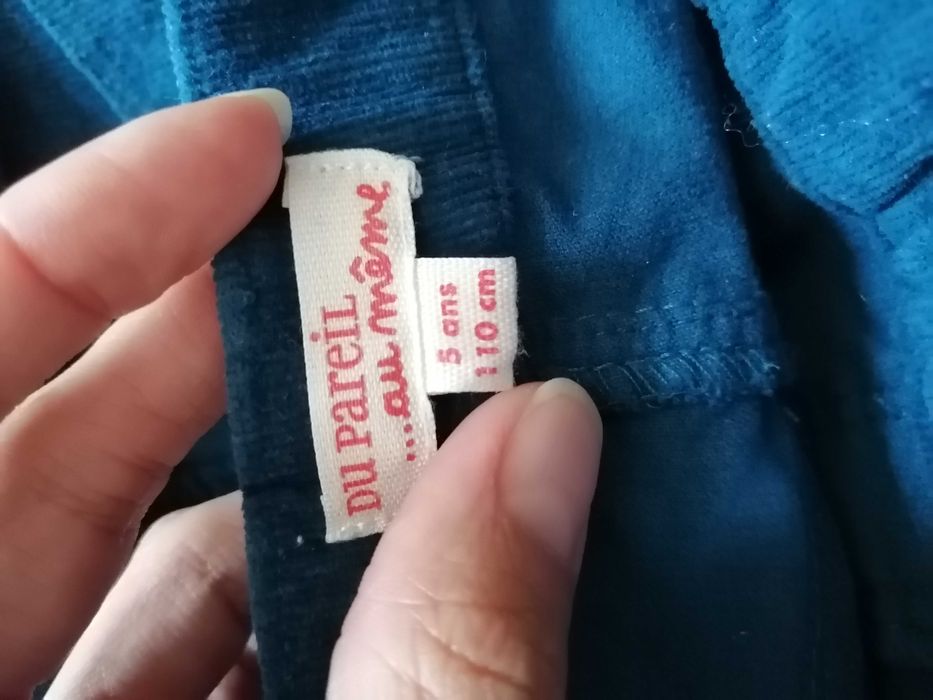 DU PAREIL
...au même
5 ans
110 cm